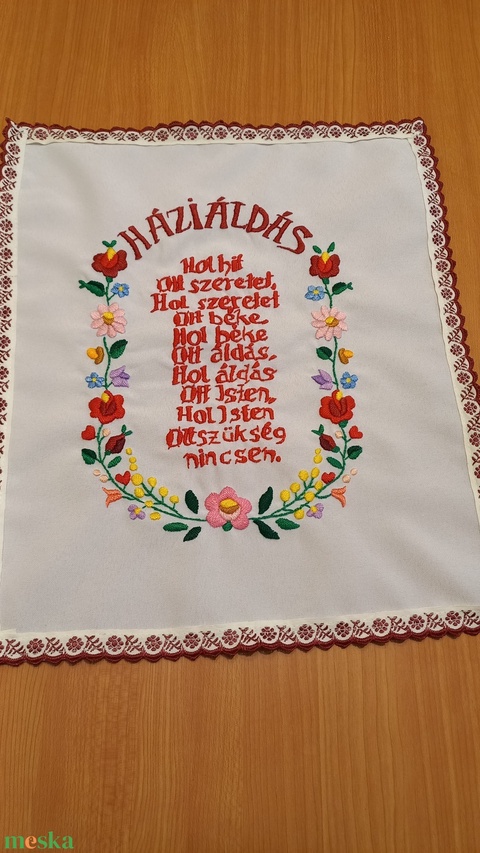 HÁZIÁLDÁS
Hol hit
Ott szeretet,
Hol szeretet
Ott béke,
Hol béke
Ott áldás,
Hol áldás
Ott Isten,
Hol Isten
Ott szükség
nincsen.
meska